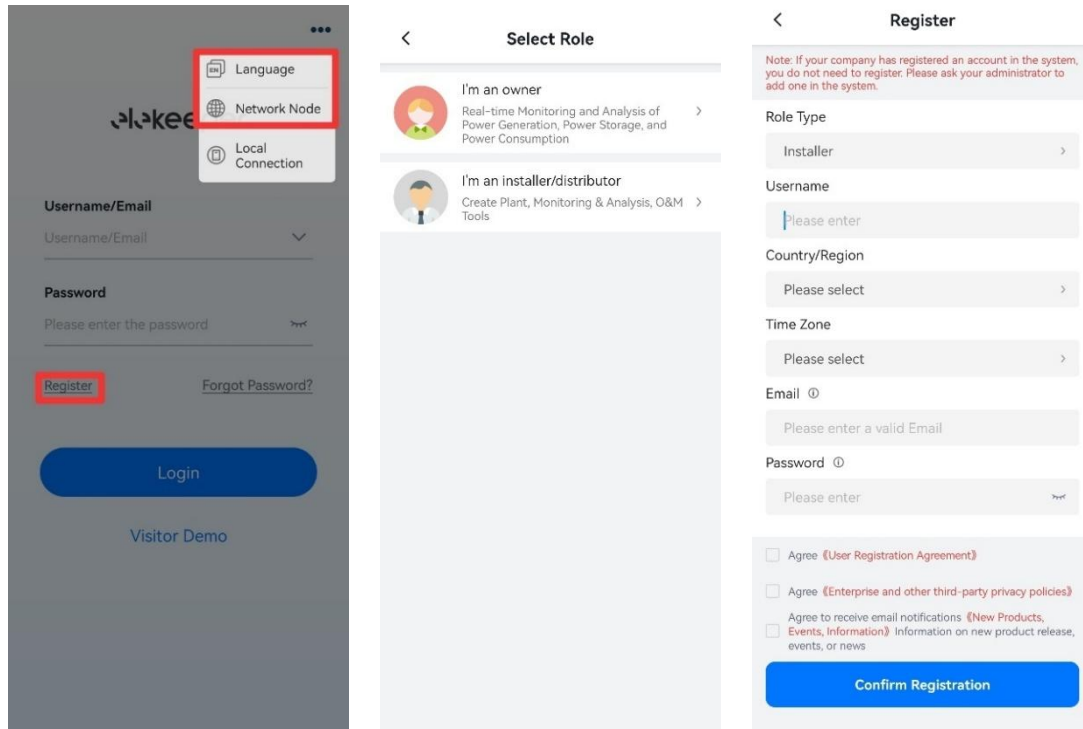 Language
Network Node
Local
Connection
Username/Email
Username/Email
Password
Please enter the password
Register
Forgot Password?
Login
Visitor Demo
Select Role
I'm an owner
Real-time Monitoring and Analysis of
Power Generation, Power Storage, and
Power Consumption
I'm an installer/distributor
Create Plant, Monitoring & Analysis, O&M
Tools
Register
Note: If your company has registered an account in the system,
you do not need to register. Please ask your administrator to
add one in the system.
Role Type
Installer
Username
Please enter
Country/Region
Please select
Time Zone
Please select
Email
Please enter a valid Email
Password
Please enter
Agree 《User Registration Agreement》
Agree 《Enterprise and other third-party privacy policies》
Agree to receive email notifications 《New Products,
Events, Information》 Information on new product release,
events, or news
Confirm Registration